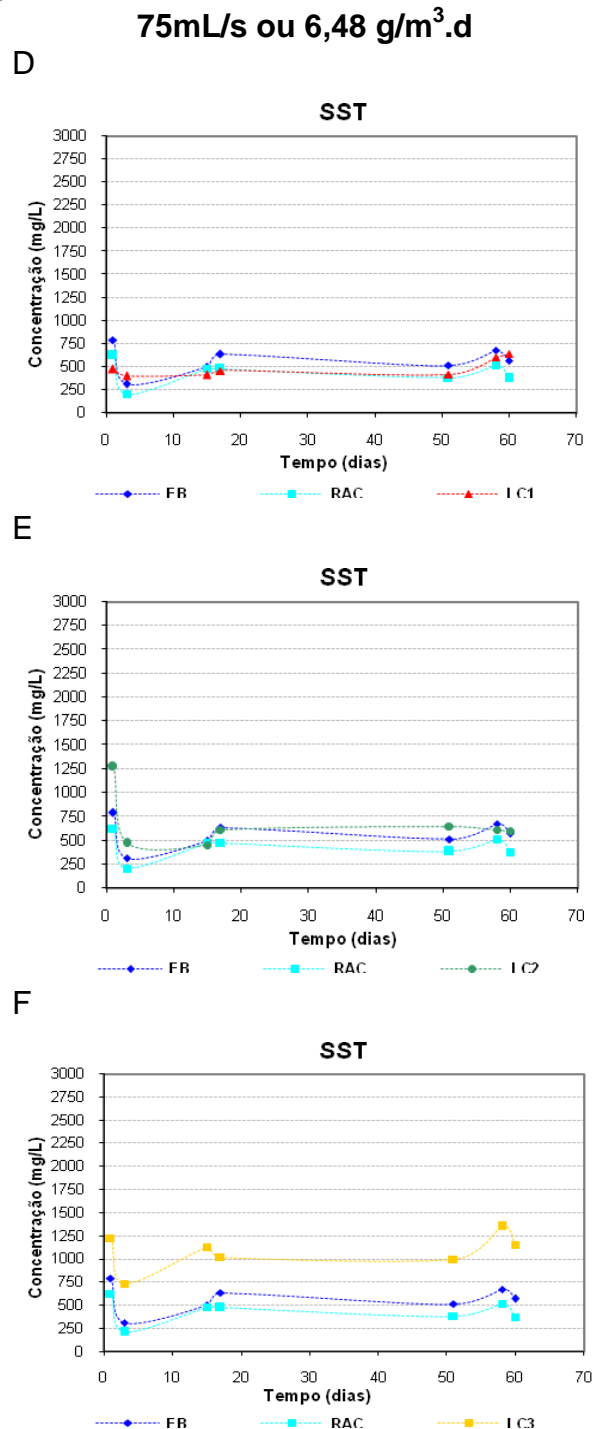 75mL/s ou 6,48 g/m³.d
D
SST
3000
2750
2500
2250
2000
1750
1500
1250
1000
750
500
250
0
Concentração (mg/L)
0 10 20 30 40 50 60 70
Tempo (dias)
EB RAC LC1
E
SST
3000
2750
2500
2250
2000
1750
1500
1250
1000
750
500
250
0
Concentração (mg/L)
0 10 20 30 40 50 60 70
Tempo (dias)
EB RAC LC2
F
SST
3000
2750
2500
2250
2000
1750
1500
1250
1000
750
500
250
0
Concentração (mg/L)
0 10 20 30 40 50 60 70
Tempo (dias)
EB RAC LC3